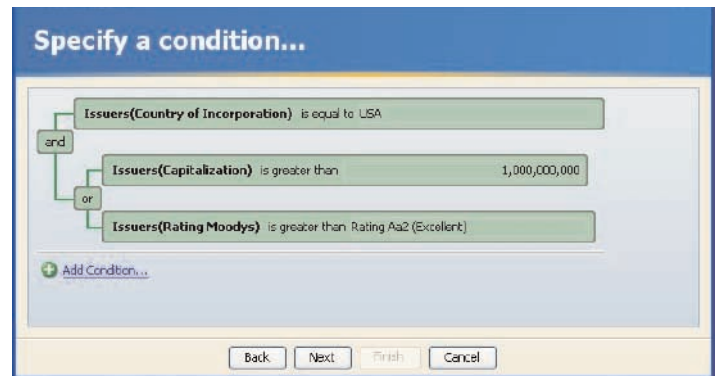 Specify a condition...
Issuers(Country of Incorporation) is equal to USA
and
Issuers(Capitalization) is greater than 1,000,000,000
or
Issuers(Rating Moodys) is greater than Rating Aa2 (Excellent)
Add Condition...
Back Next Finish Cancel